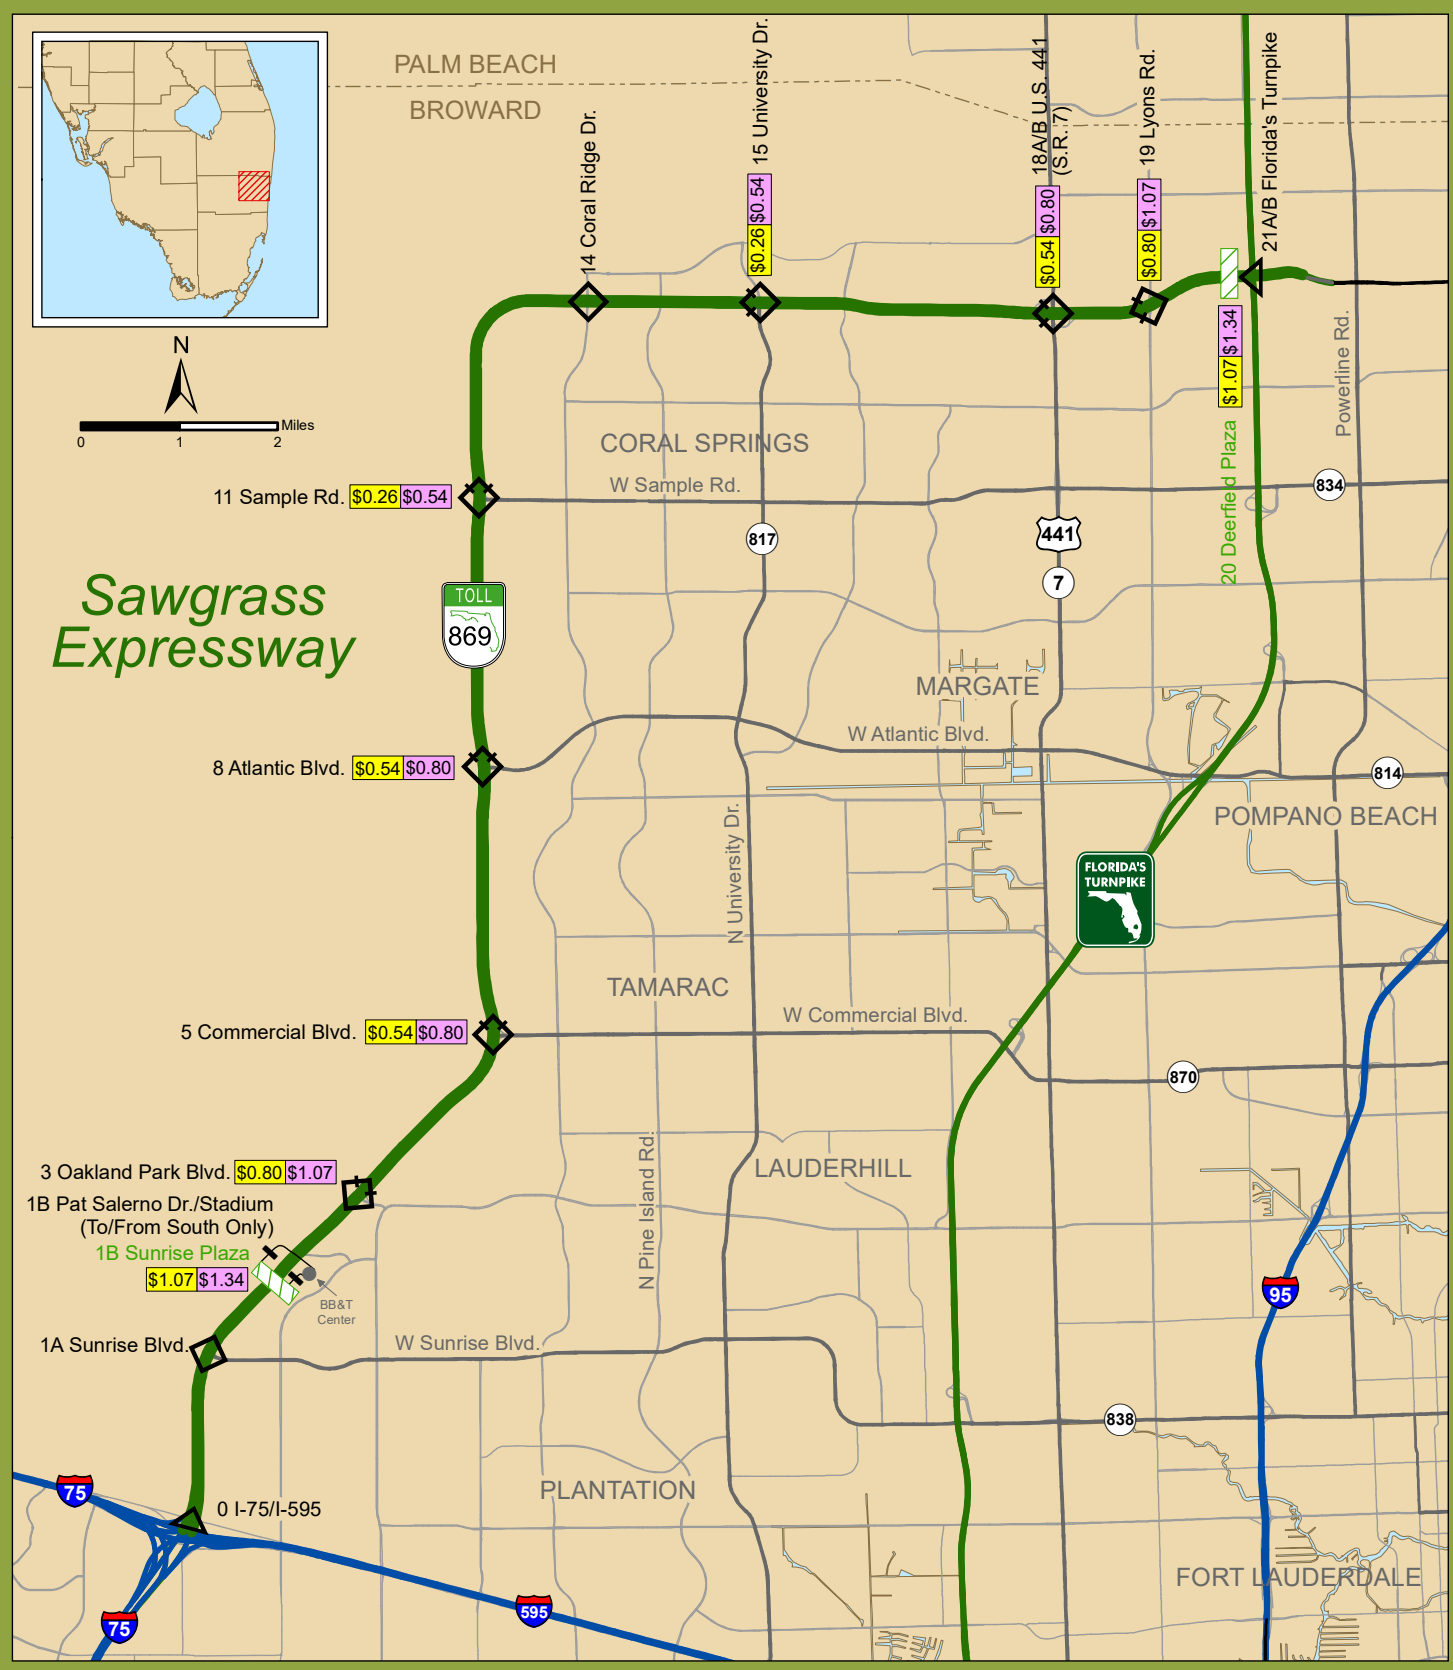 PALM BEACH
BROWARD
14 Coral Ridge Dr.
15 University Dr.
$0.26 $0.54
18A/B U.S. 441
(S.R. 7)
$0.54 $0.80
19 Lyons Rd.
$0.80 $1.07
21A/B Florida's Turnpike
$1.07 $1.34
20 Deerfield Plaza
Powerline Rd.
N
Miles
0 1 2
CORAL SPRINGS
W Sample Rd.
834
11 Sample Rd. $0.26 $0.54
817
441
7
Sawgrass
Expressway
TOLL
869
MARGATE
W Atlantic Blvd.
8 Atlantic Blvd. $0.54 $0.80
814
POMPANO BEACH
N University Dr.
FLORIDA'S
TURNPIKE
TAMARAC
W Commercial Blvd.
5 Commercial Blvd. $0.54 $0.80
870
3 Oakland Park Blvd. $0.80 $1.07
LAUDERHILL
N Pine Island Rd.
1B Pat Salerno Dr./Stadium
(To/From South Only)
1B Sunrise Plaza
$1.07 $1.34
BB&T
Center
95
1A Sunrise Blvd.
W Sunrise Blvd.
838
75
PLANTATION
0 I-75/I-595
FORT LAUDERDALE
595
75